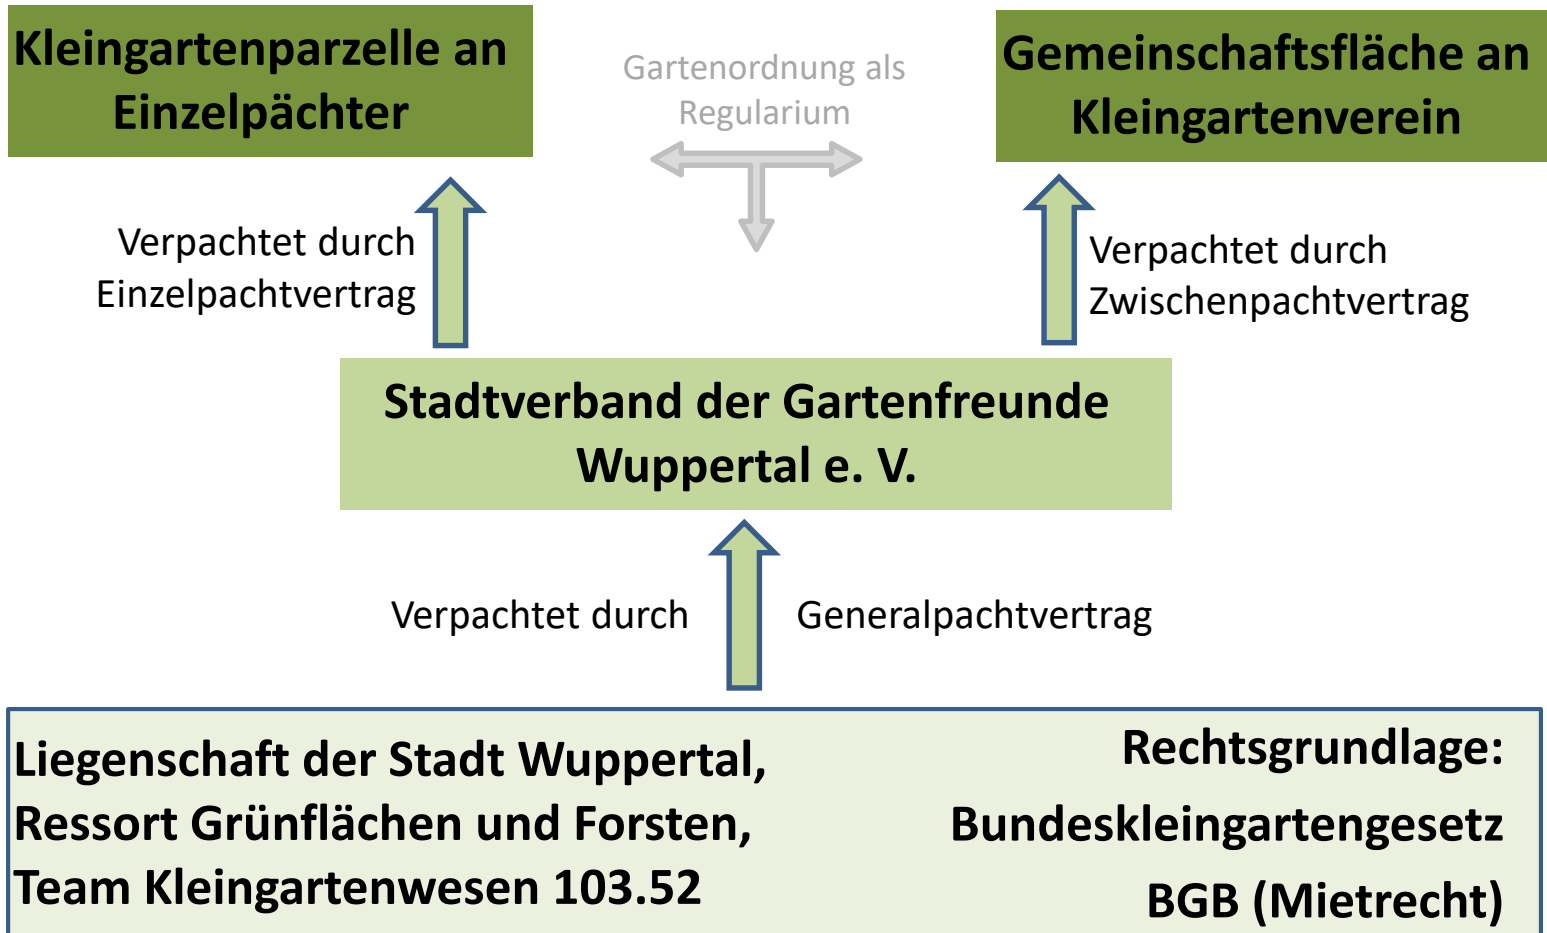 Kleingartenparzelle an
Einzelpächter
Gartenordnung als
Regularium
Gemeinschaftsfläche an
Kleingartenverein
Verpachtet durch
Einzelpachtvertrag
Verpachtet durch
Zwischenpachtvertrag
Stadtverband der Gartenfreunde
Wuppertal e. V.
Verpachtet durch
Generalpachtvertrag
Liegenschaft der Stadt Wuppertal,
Ressort Grünflächen und Forsten,
Team Kleingartenwesen 103.52
Rechtsgrundlage:
Bundeskleingartengesetz
BGB (Mietrecht)